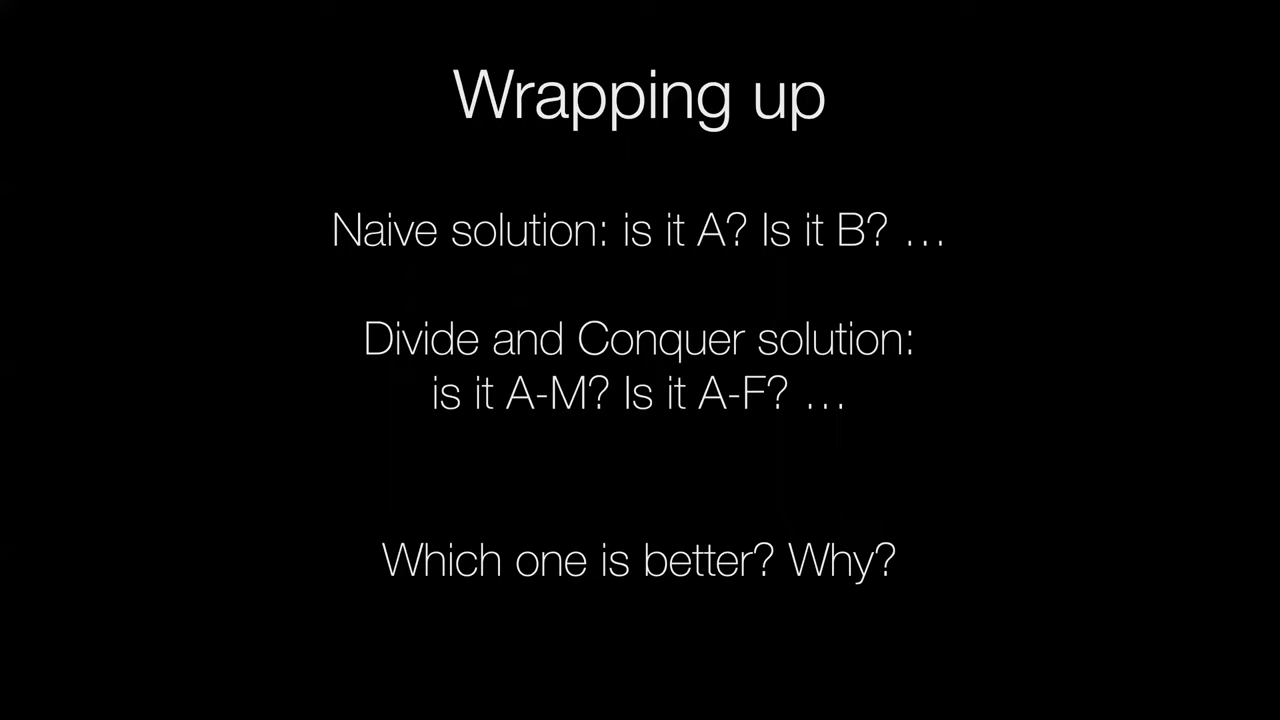 Wrapping up
Naive solution: is it A? Is it B? …
Divide and Conquer solution:
is it A-M? Is it A-F? …
Which one is better? Why?